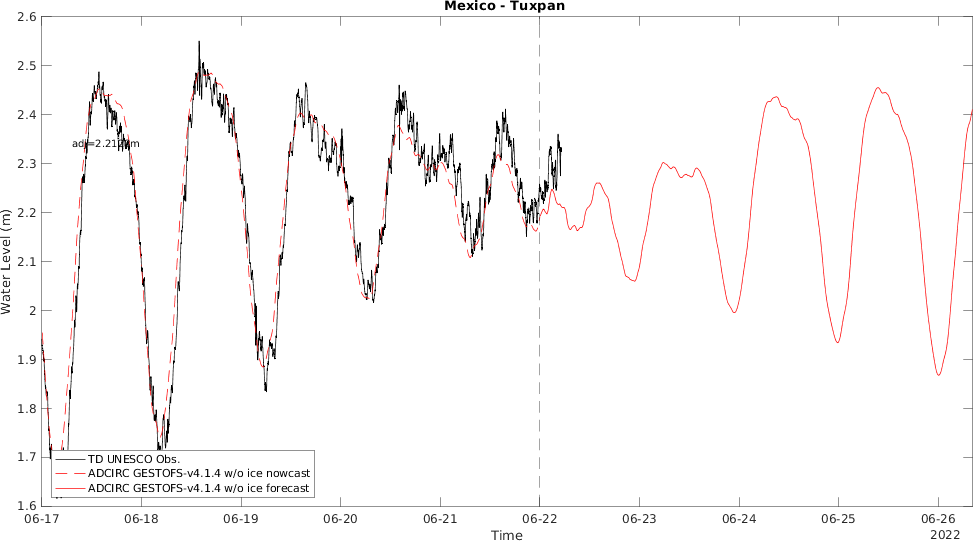 Mexico - Tuxpan
2.6
2.5
2.4
2.3
2.2
2.1
2
1.9
1.8
1.7
1.6
Water Level (m)
TD UNESCO Obs.
ADCIRC GESTOFS-v4.1.4 w/o ice nowcast
ADCIRC GESTOFS-v4.1.4 w/o ice forecast
06-17 06-18 06-19 06-20 06-21 06-22 06-23 06-24 06-25 06-26
Time
2022